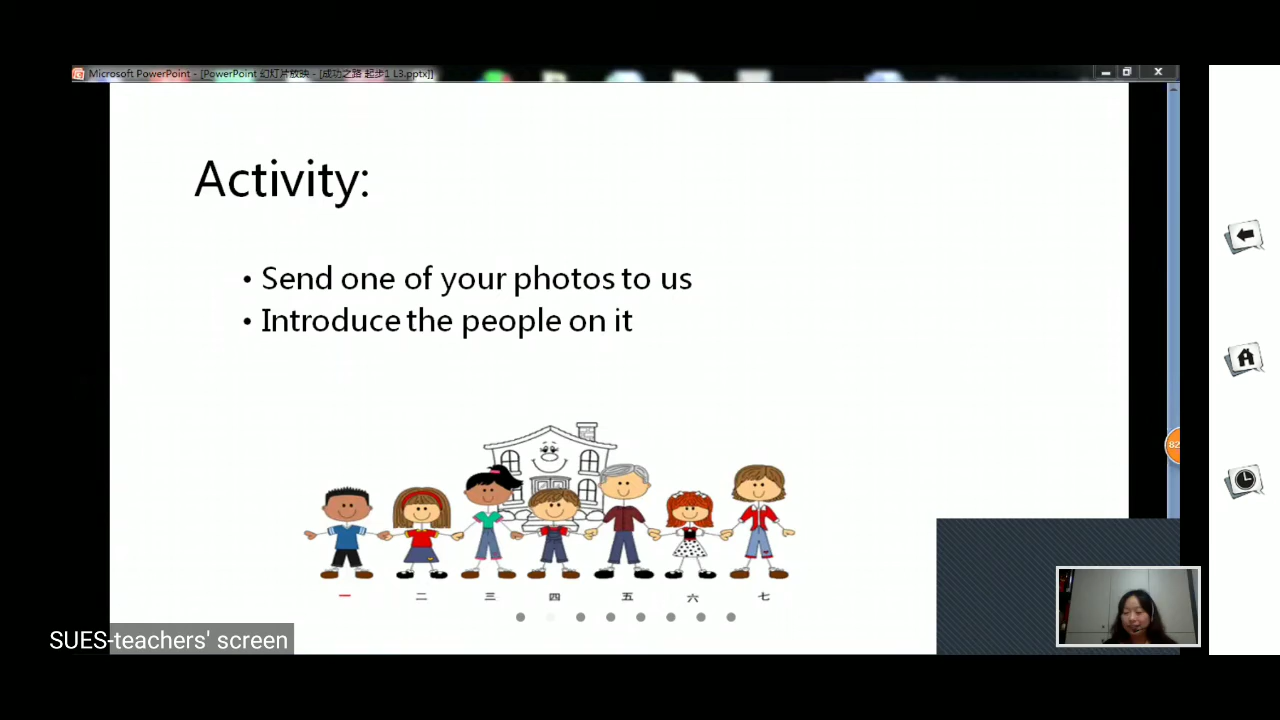 Microsoft PowerPoint - [PowerPoint 幻灯片放映 - [成功之路 起步1 L3.pptx]]
Activity:
• Send one of your photos to us
• Introduce the people on it
82
一 二 三 四 五 六 七
SUES-teachers' screen